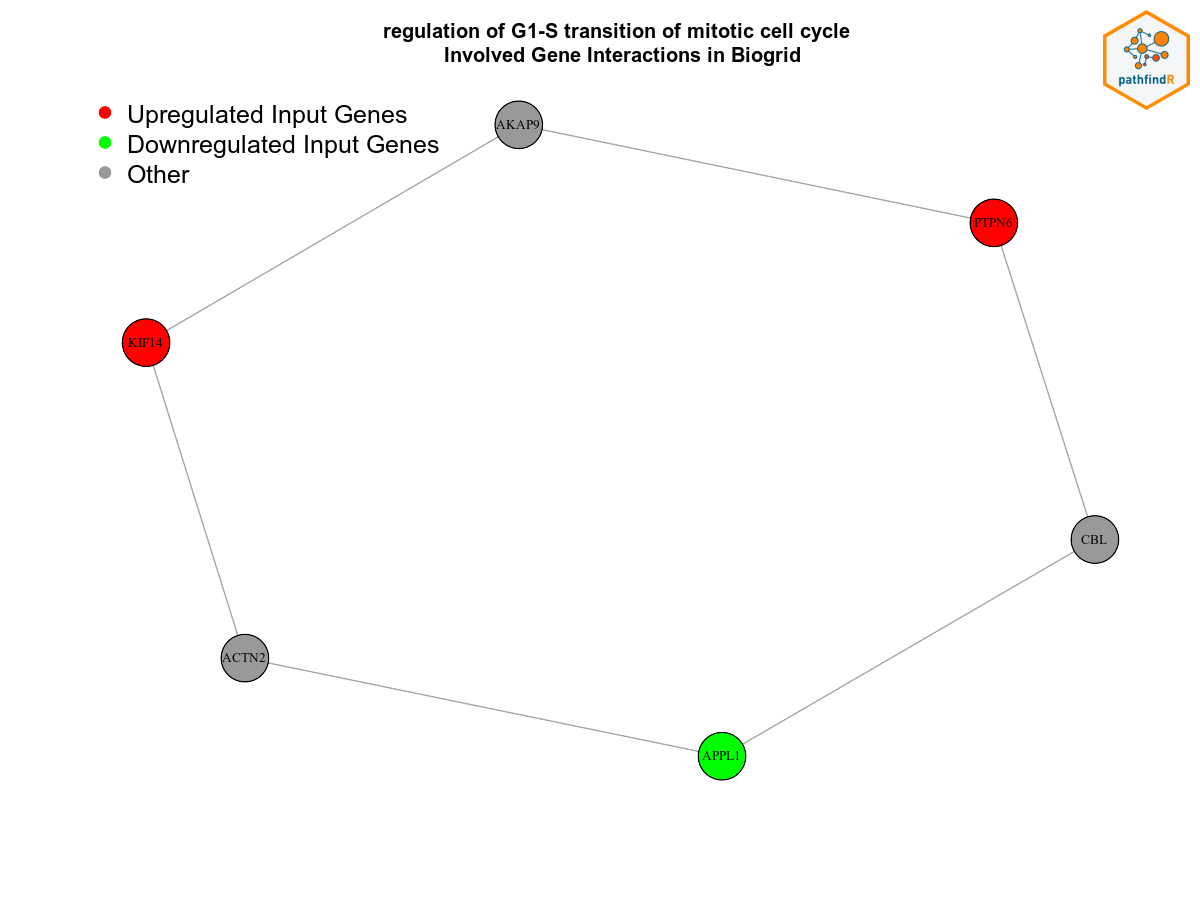 regulation of G1-S transition of mitotic cell cycle
Involved Gene Interactions in Biogrid
pathfindR
Upregulated Input Genes
Downregulated Input Genes
Other
AKAP9
PTPN6
KIF14
CBL
ACTN2
APPL1